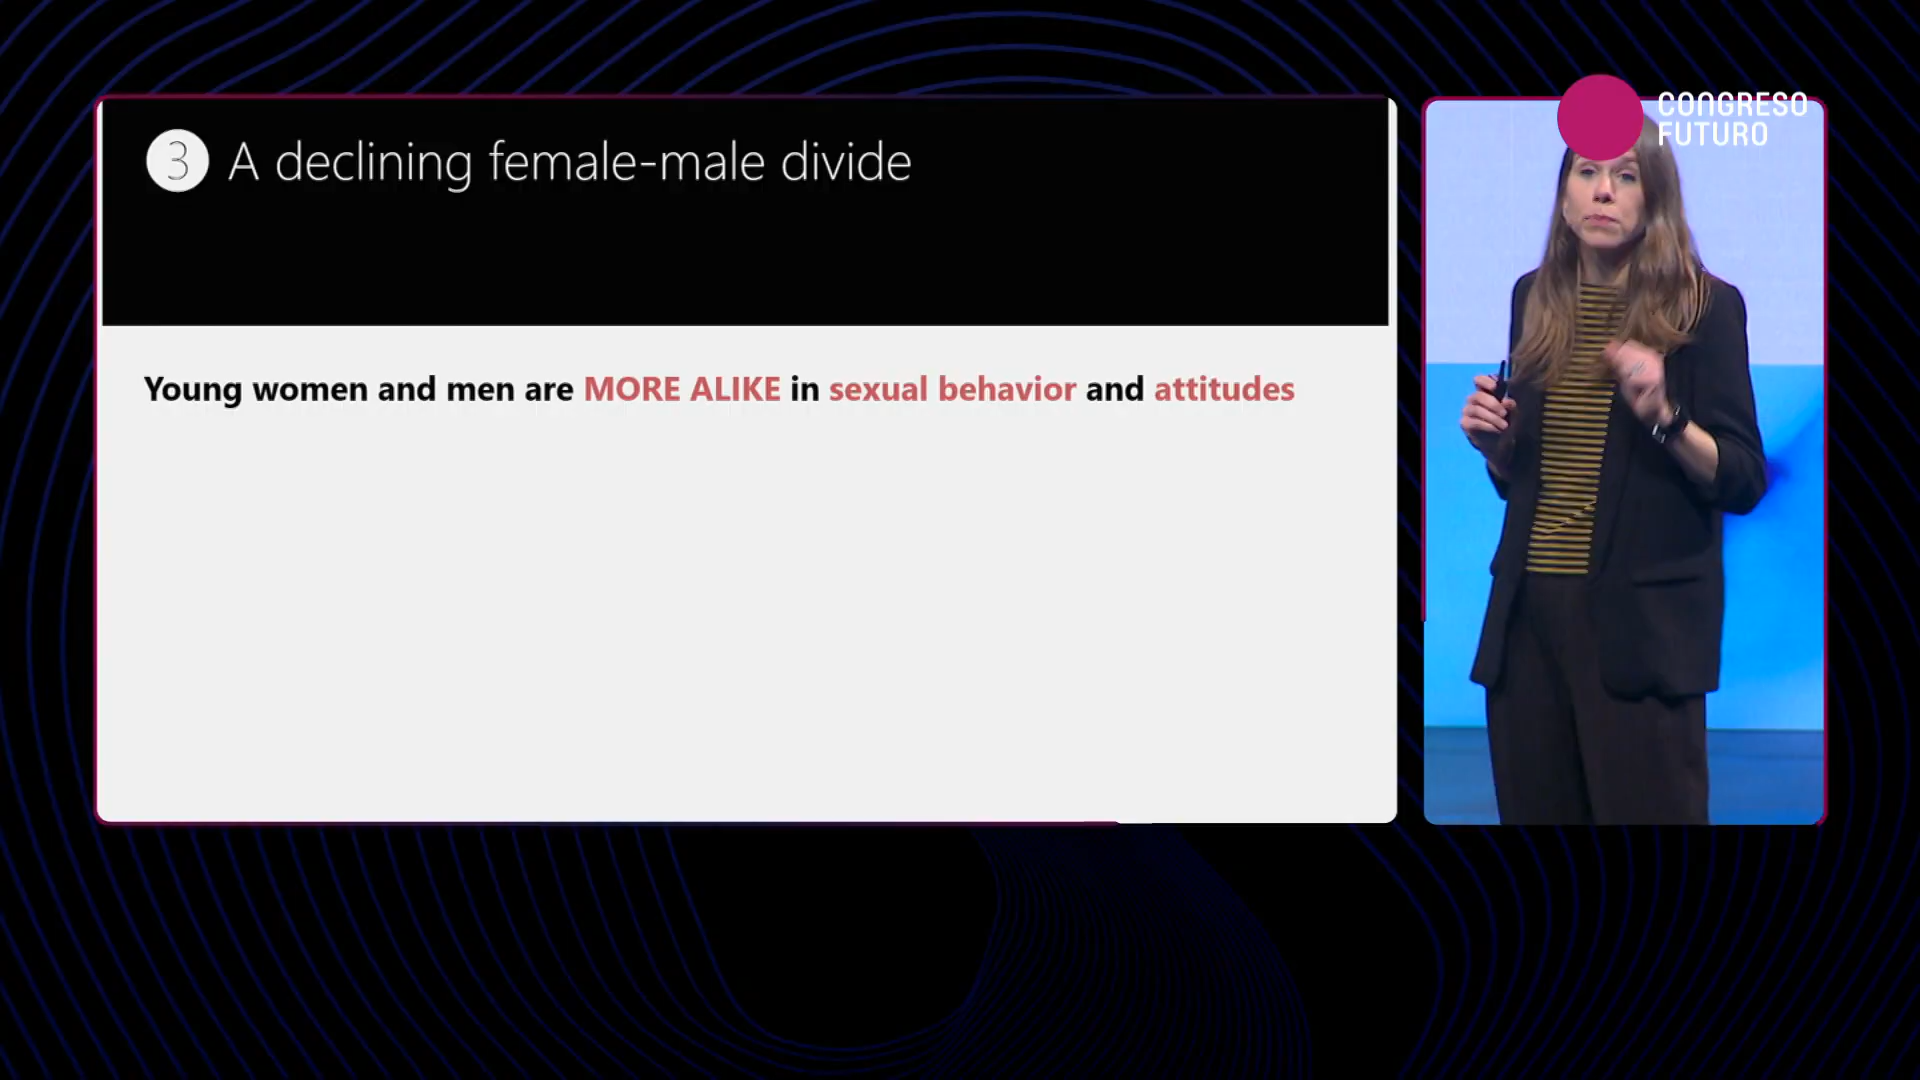 3 A declining female-male divide
Young women and men are MORE ALIKE in sexual behavior and attitudes
CONGRESO
FUTURO